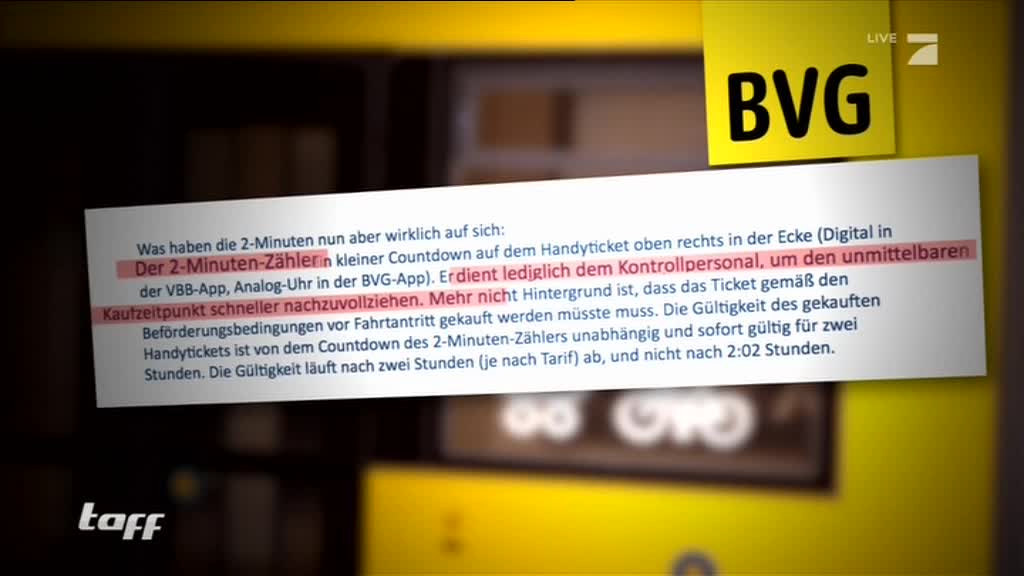 LIVE
BVG
Was haben die 2-Minuten nun aber wirklich auf sich:
Der 2-Minuten-Zähler in kleiner Countdown auf dem Handyticket oben rechts in der Ecke (Digital in
der VBB-App, Analog-Uhr in der BVG-App). Er dient lediglich dem Kontrollpersonal, um den unmittelbaren
Kaufzeitpunkt schneller nachzuvollziehen. Mehr nicht Hintergrund ist, dass das Ticket gemäß den
Beförderungsbedingungen vor Fahrtantritt gekauft werden müsste muss. Die Gültigkeit des gekauften
Handytickets ist von dem Countdown des 2-Minuten-Zählers unabhängig und sofort gültig für zwei
Stunden. Die Gültigkeit läuft nach zwei Stunden (je nach Tarif) ab, und nicht nach 2:02 Stunden.
taff